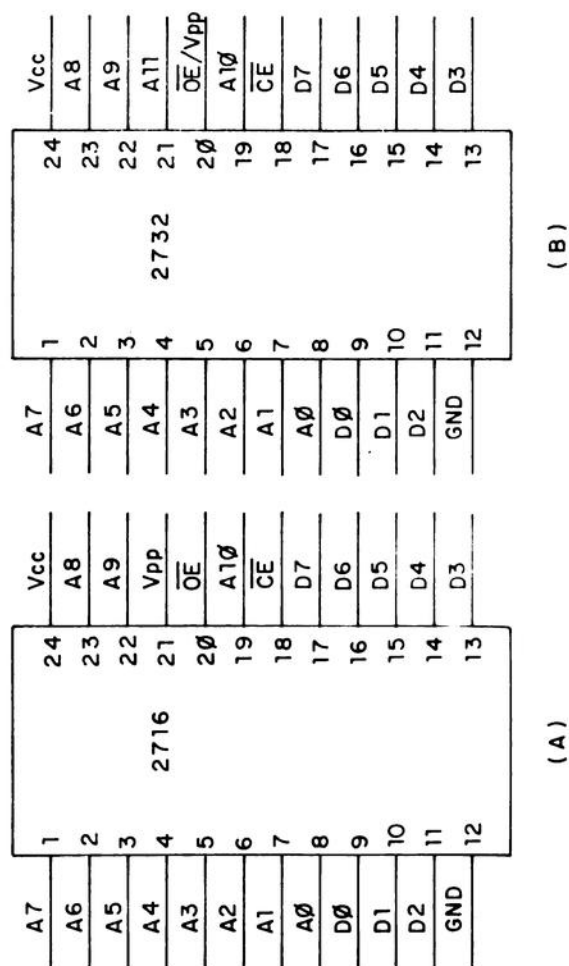 A7 1 24 Vcc
A6 2 23 A8
A5 3 22 A9
A4 4 2716 21 Vpp
A3 5 2Ø O̅E̅
A2 6 19 A1Ø
A1 7 18 C̅E̅
AØ 8 17 D7
DØ 9 16 D6
D1 10 15 D5
D2 11 14 D4
GND 12 13 D3
(A)
A7 1 24 Vcc
A6 2 23 A8
A5 3 22 A9
A4 4 2732 21 A11
A3 5 2Ø O̅E̅/Vpp
A2 6 19 A1Ø
A1 7 18 C̅E̅
AØ 8 17 D7
DØ 9 16 D6
D1 10 15 D5
D2 11 14 D4
GND 12 13 D3
(B)